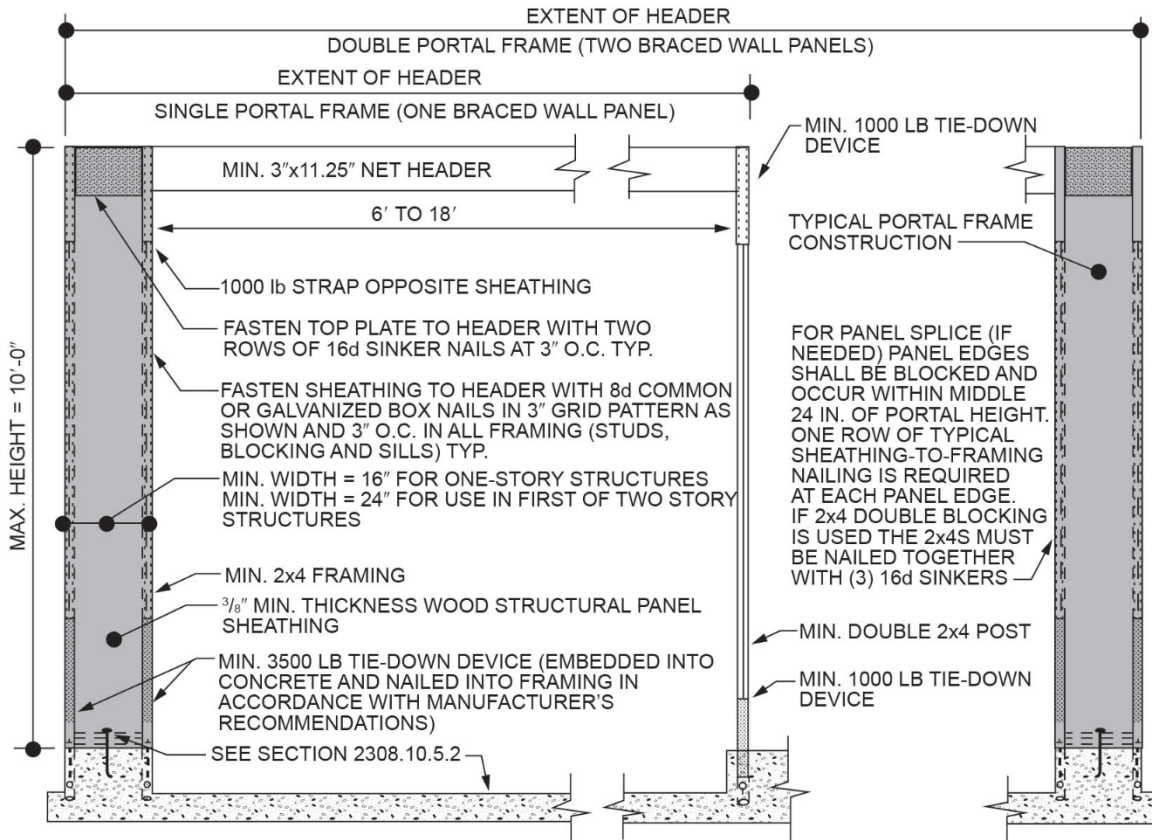 EXTENT OF HEADER
DOUBLE PORTAL FRAME (TWO BRACED WALL PANELS)
EXTENT OF HEADER
SINGLE PORTAL FRAME (ONE BRACED WALL PANEL)
MIN. 1000 LB TIE-DOWN
DEVICE
MIN. 3″x11.25″ NET HEADER
6′ TO 18′
TYPICAL PORTAL FRAME
CONSTRUCTION
1000 lb STRAP OPPOSITE SHEATHING
FASTEN TOP PLATE TO HEADER WITH TWO
ROWS OF 16d SINKER NAILS AT 3″ O.C. TYP.
FASTEN SHEATHING TO HEADER WITH 8d COMMON
OR GALVANIZED BOX NAILS IN 3″ GRID PATTERN AS
SHOWN AND 3″ O.C. IN ALL FRAMING (STUDS,
BLOCKING AND SILLS) TYP.
MIN. WIDTH = 16″ FOR ONE-STORY STRUCTURES
MIN. WIDTH = 24″ FOR USE IN FIRST OF TWO STORY
STRUCTURES
MAX. HEIGHT = 10′-0″
MIN. 2x4 FRAMING
3/8″ MIN. THICKNESS WOOD STRUCTURAL PANEL
SHEATHING
MIN. 3500 LB TIE-DOWN DEVICE (EMBEDDED INTO
CONCRETE AND NAILED INTO FRAMING IN
ACCORDANCE WITH MANUFACTURER'S
RECOMMENDATIONS)
SEE SECTION 2308.10.5.2
FOR PANEL SPLICE (IF
NEEDED) PANEL EDGES
SHALL BE BLOCKED AND
OCCUR WITHIN MIDDLE
24 IN. OF PORTAL HEIGHT.
ONE ROW OF TYPICAL
SHEATHING-TO-FRAMING
NAILING IS REQUIRED
AT EACH PANEL EDGE.
IF 2x4 DOUBLE BLOCKING
IS USED THE 2x4S MUST
BE NAILED TOGETHER
WITH (3) 16d SINKERS
MIN. DOUBLE 2x4 POST
MIN. 1000 LB TIE-DOWN
DEVICE